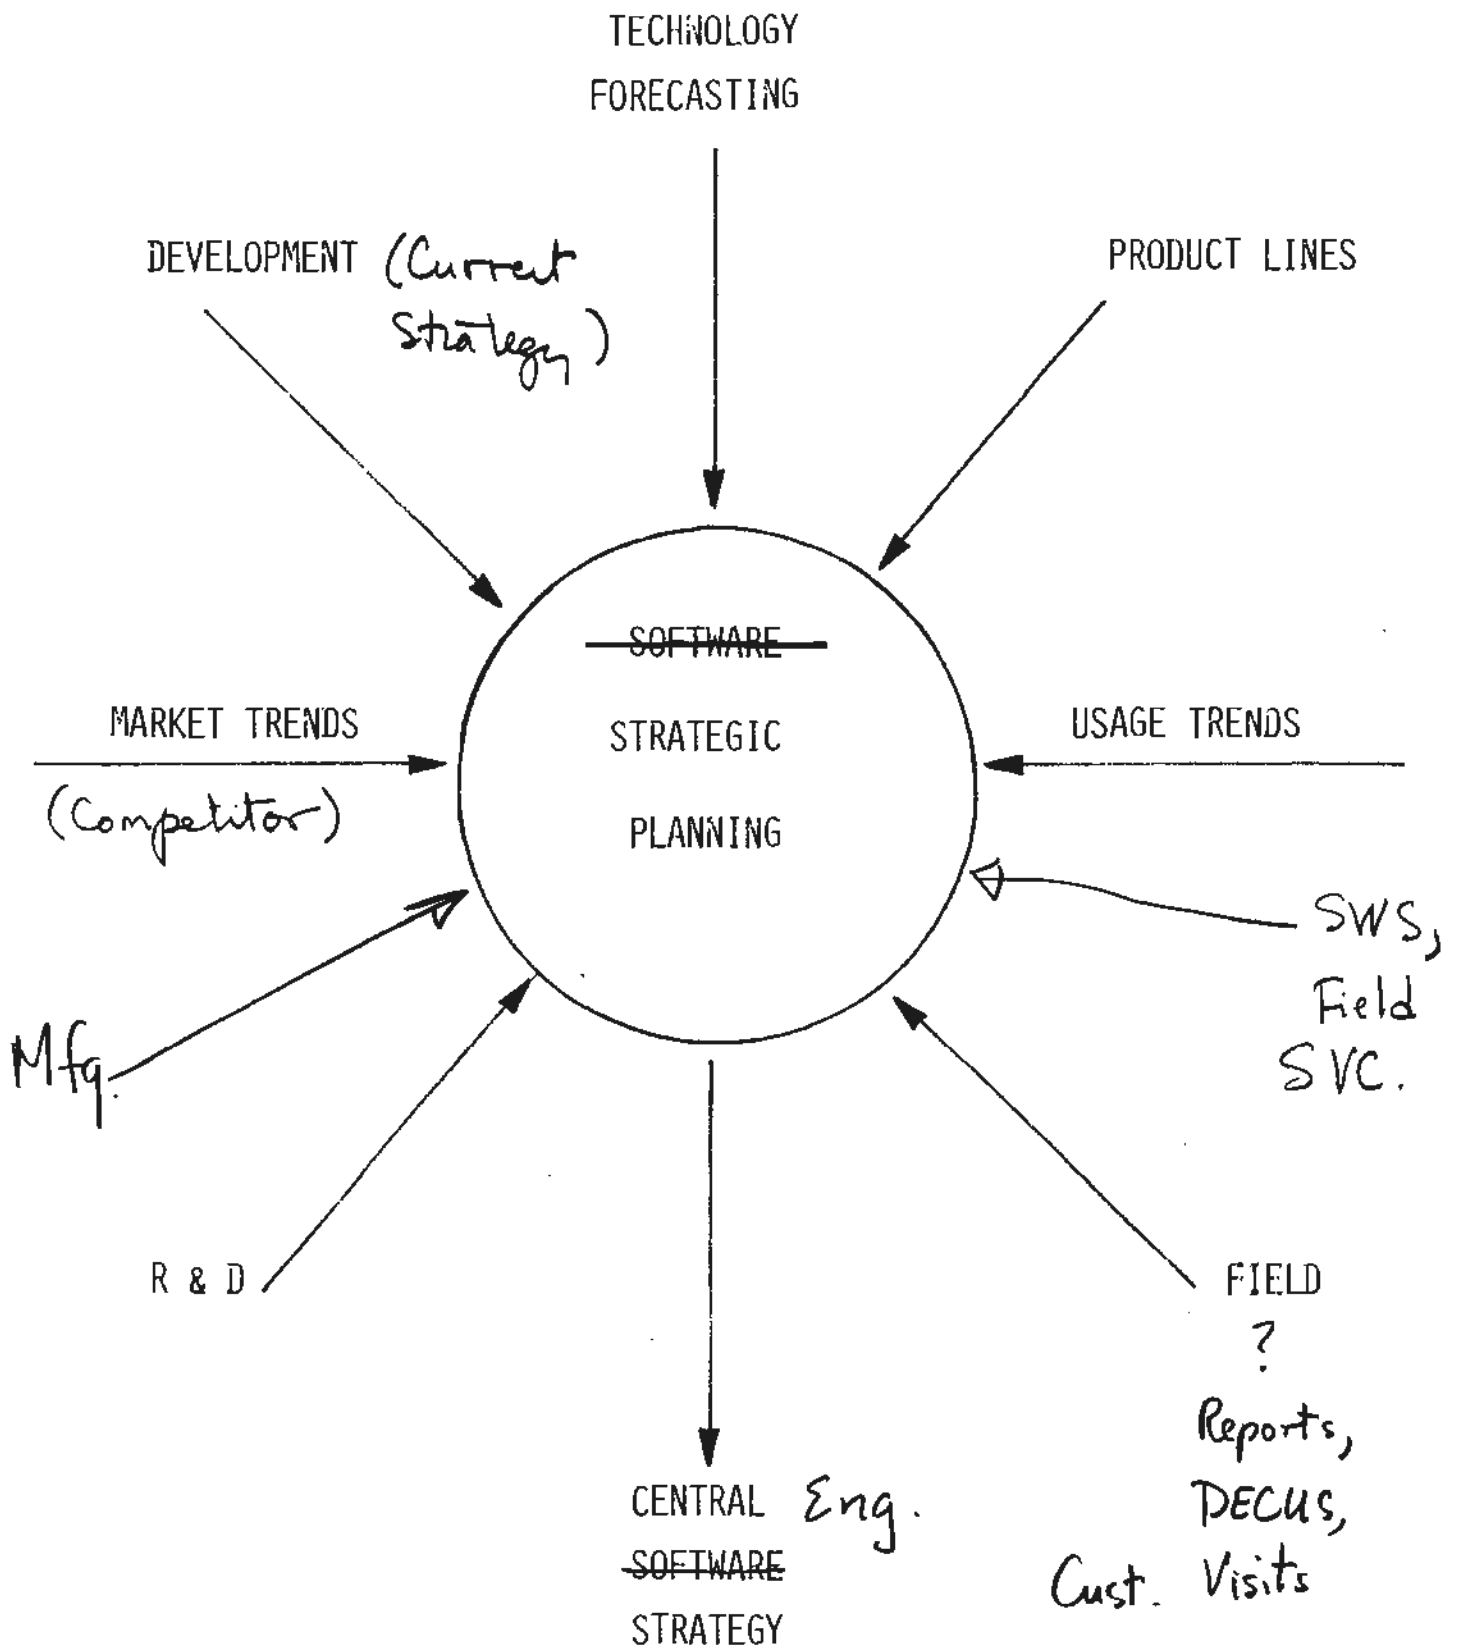 TECHNOLOGY
FORECASTING
DEVELOPMENT (Current
Strategy)
PRODUCT LINES
SOFTWARE
STRATEGIC
PLANNING
MARKET TRENDS
(Competitor)
USAGE TRENDS
SWS,
Field
SVC.
Mfg.
R & D
FIELD
?
Reports,
DECUS,
Cust. Visits
CENTRAL Eng.
SOFTWARE
STRATEGY